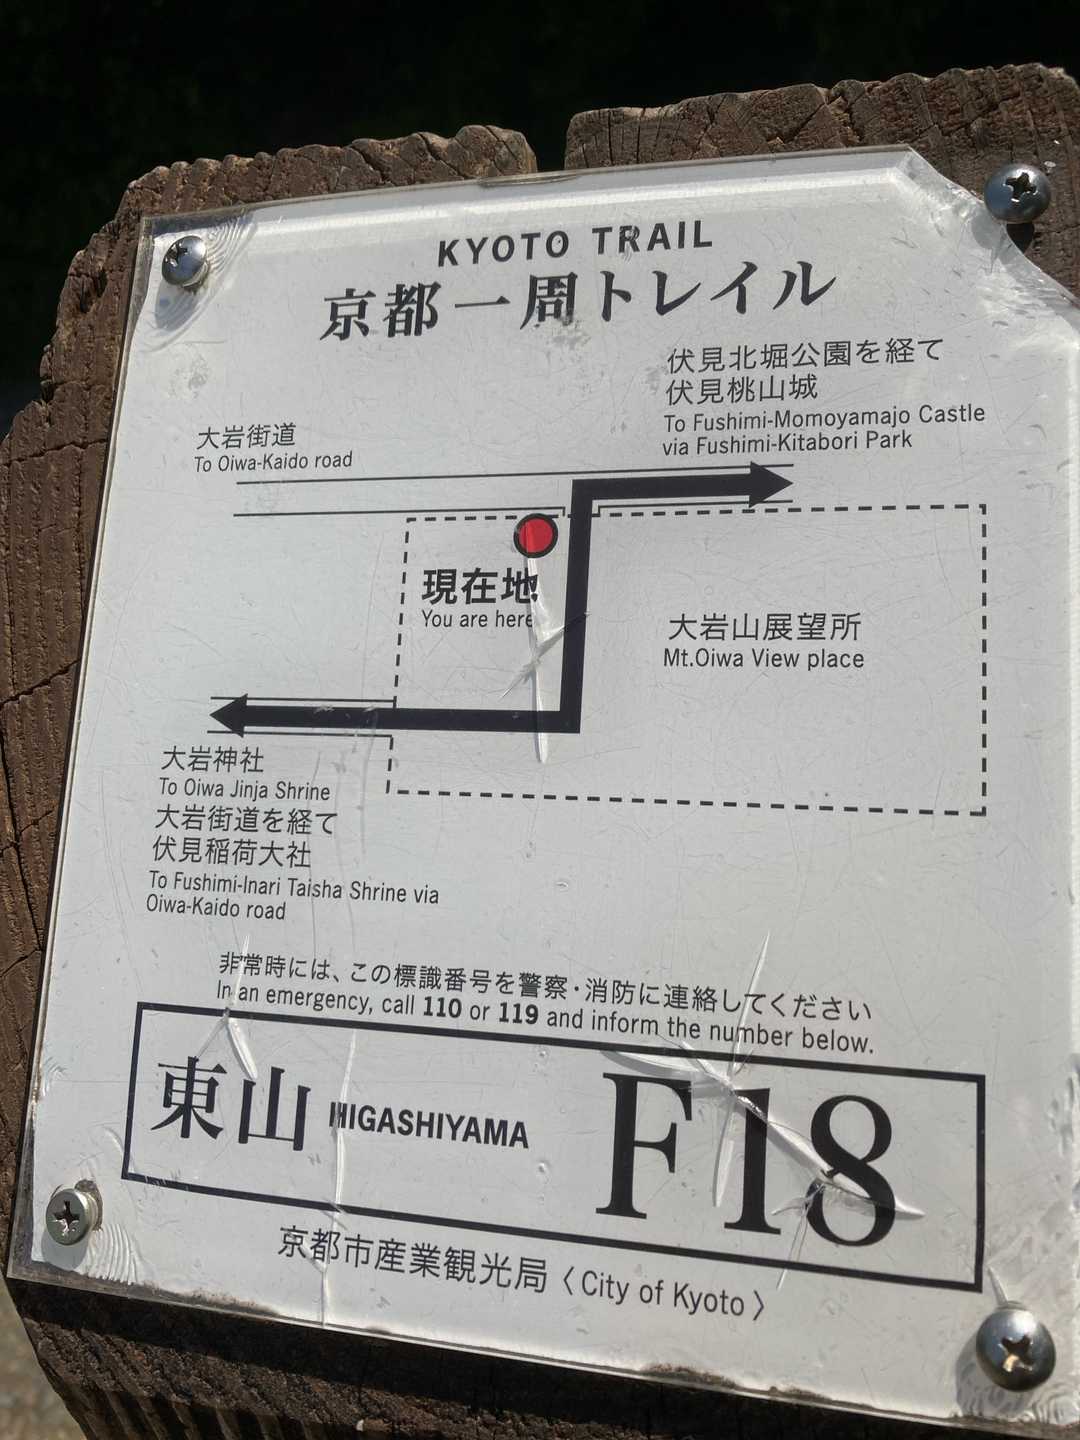 KYOTO TRAIL
京都一周トレイル
伏見北堀公園を経て
伏見桃山城
To Fushimi-Momoyamajo Castle
via Fushimi-Kitabori Park
大岩街道
To Oiwa-Kaido road
現在地
You are here
大岩山展望所
Mt.Oiwa View place
大岩神社
To Oiwa Jinja Shrine
大岩街道を経て
伏見稲荷大社
To Fushimi-Inari Taisha Shrine via
Oiwa-Kaido road
非常時には、この標識番号を警察・消防に連絡してください
In an emergency, call 110 or 119 and inform the number below.
東山 HIGASHIYAMA F18
京都市産業観光局〈City of Kyoto〉